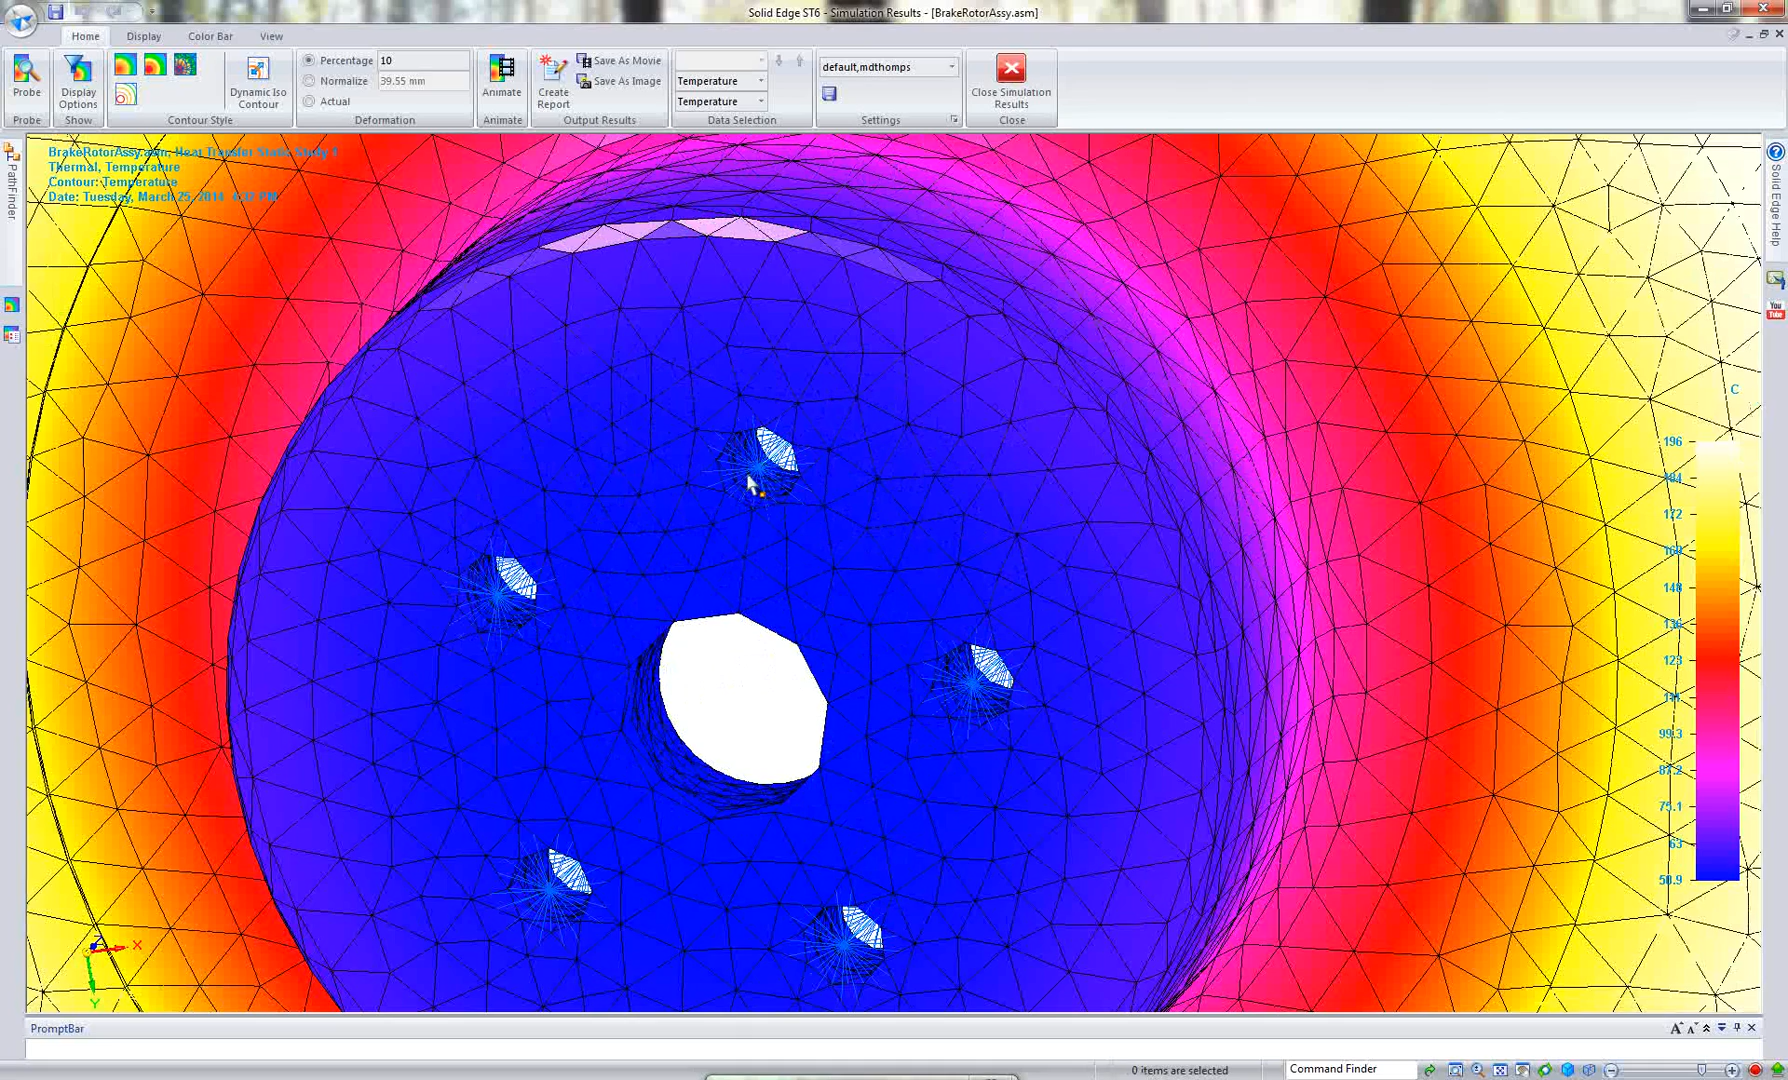 Solid Edge ST6 - Simulation Results - [BrakeRotorAssy.asm]
Home Display Color Bar View
Probe
Display Options
Dynamic Iso Contour
Percentage 10
Normalize 39.55 mm
Actual
Animate
Create Report
Save As Movie
Save As Image
Temperature
Temperature
default,mdthomps
Close Simulation Results
Probe Show Contour Style Deformation Animate Output Results Data Selection Settings Close
PathFinder
Solid Edge Help
You Tube
BrakeRotorAssy.asm, Heat Transfer Static Study 1
Thermal, Temperature
Contour: Temperature
Date: Tuesday, March 25, 2014 4:32 PM
C
196
184
172
160
148
136
123
111
99.3
87.2
75.1
63
50.9
X
Y
PromptBar
0 items are selected
Command Finder